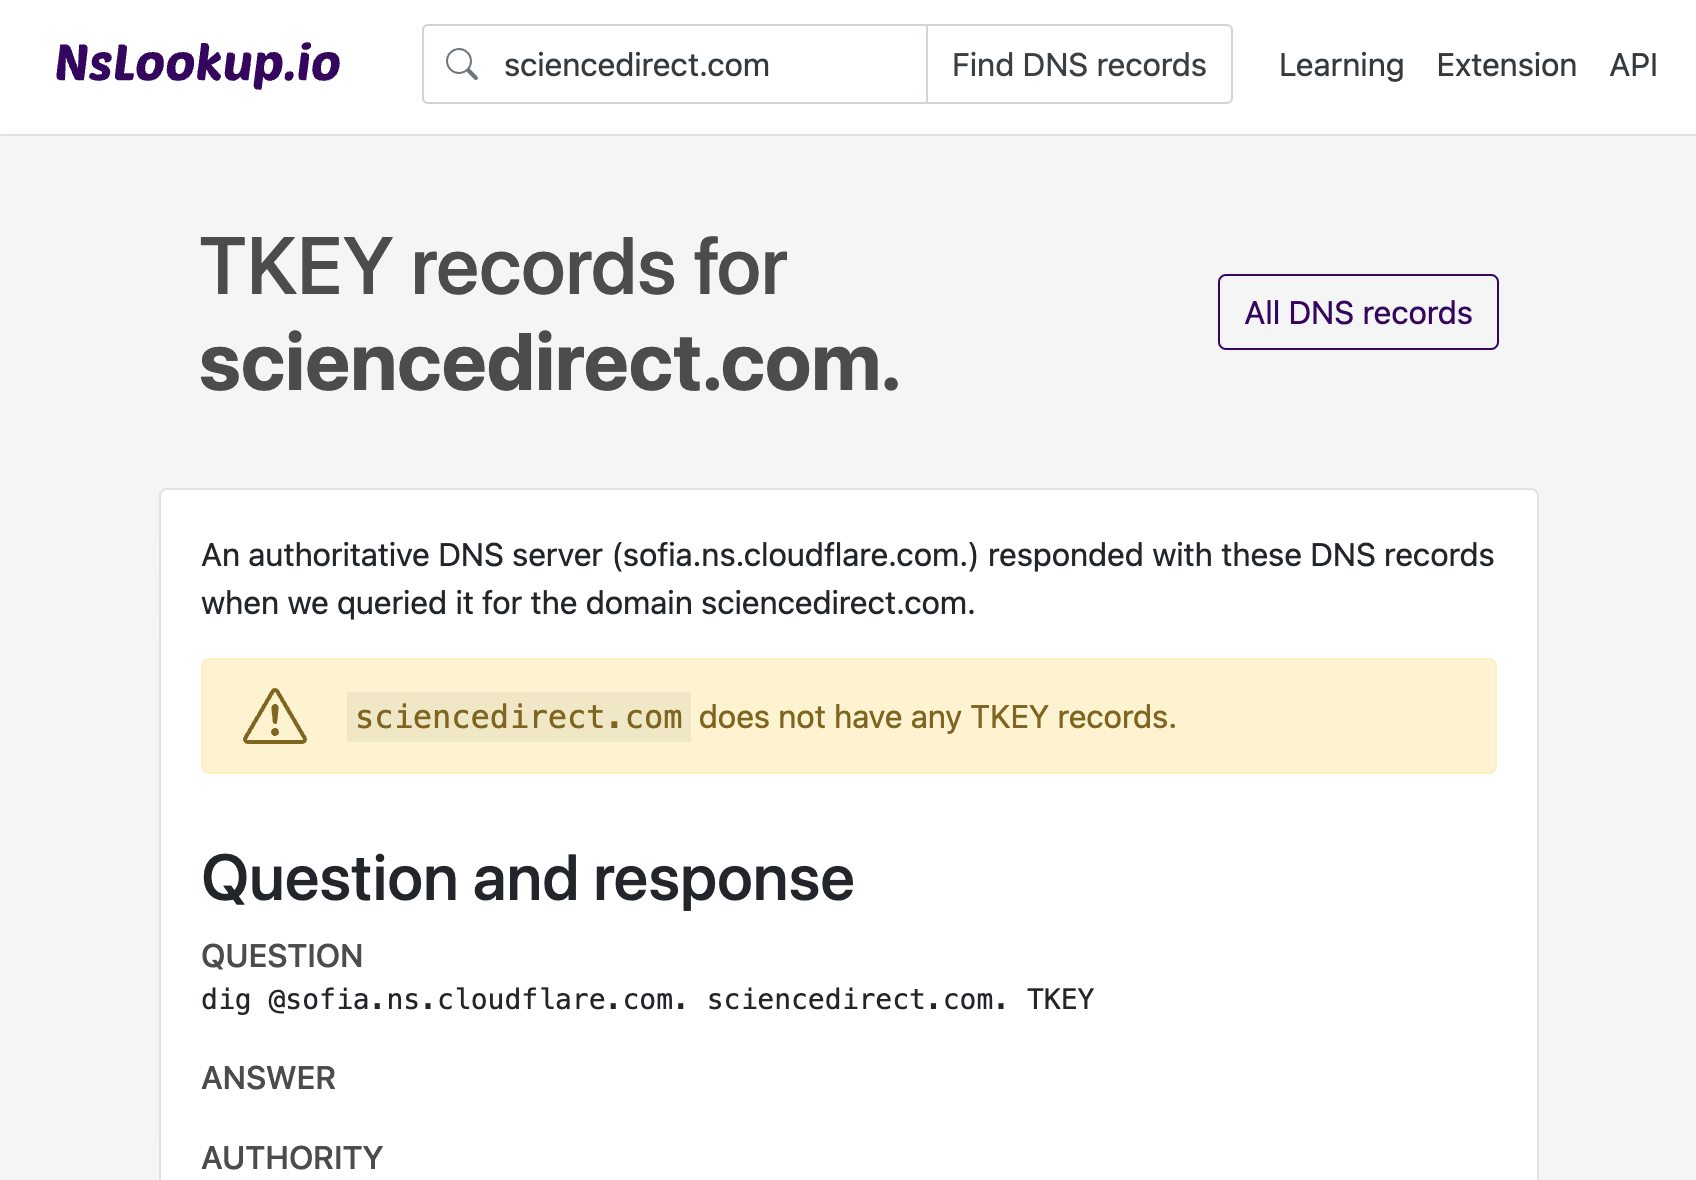 NsLookup.io
sciencedirect.com
Find DNS records
Learning
Extension
API
TKEY records for
sciencedirect.com.
All DNS records
An authoritative DNS server (sofia.ns.cloudflare.com.) responded with these DNS records
when we queried it for the domain sciencedirect.com.
sciencedirect.com does not have any TKEY records.
Question and response
QUESTION
dig @sofia.ns.cloudflare.com. sciencedirect.com. TKEY
ANSWER
AUTHORITY